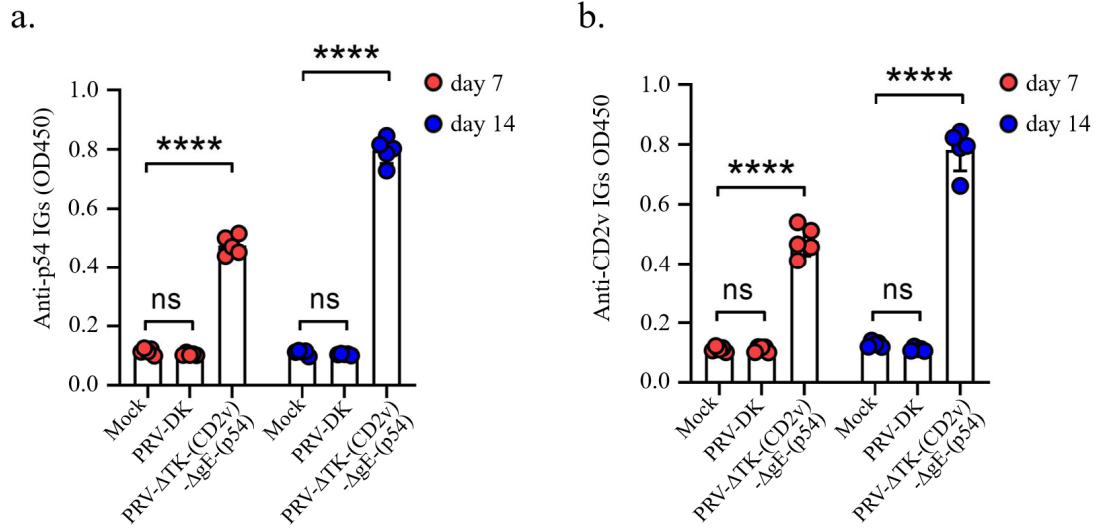 a.
Anti-p54 IGs (OD450)
1.0
0.8
0.6
0.4
0.2
0.0
****
****
ns
ns
day 7
day 14
Mock
PRV-DK
PRV-ΔTK-(CD2v)
-ΔgE-(p54)
Mock
PRV-DK
PRV-ΔTK-(CD2v)
-ΔgE-(p54)
b.
Anti-CD2v IGs OD450
1.0
0.8
0.6
0.4
0.2
0.0
****
****
ns
ns
day 7
day 14
Mock
PRV-DK
PRV-ΔTK-(CD2v)
-ΔgE-(p54)
Mock
PRV-DK
PRV-ΔTK-(CD2v)
-ΔgE-(p54)